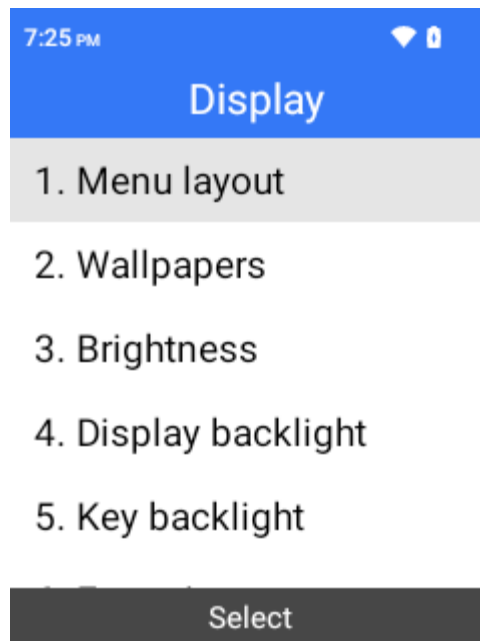 7:25 PM
Display
1. Menu layout
2. Wallpapers
3. Brightness
4. Display backlight
5. Key backlight
Select